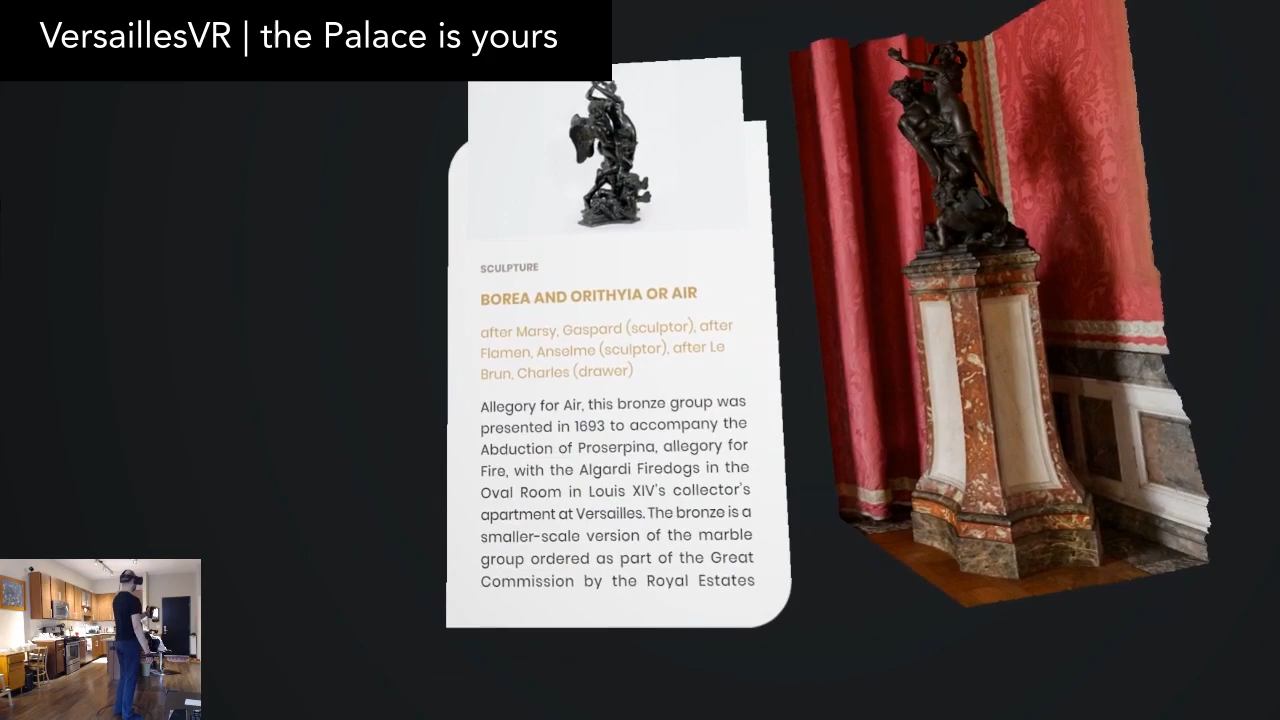 VersaillesVR | the Palace is yours
SCULPTURE
BOREA AND ORITHYIA OR AIR
after Marsy, Gaspard (sculptor), after
Flamen, Anselme (sculptor), after Le
Brun, Charles (drawer)
Allegory for Air, this bronze group was
presented in 1693 to accompany the
Abduction of Proserpina, allegory for
Fire, with the Algardi Firedogs in the
Oval Room in Louis XIV's collector's
apartment at Versailles. The bronze is a
smaller-scale version of the marble
group ordered as part of the Great
Commission by the Royal Estates